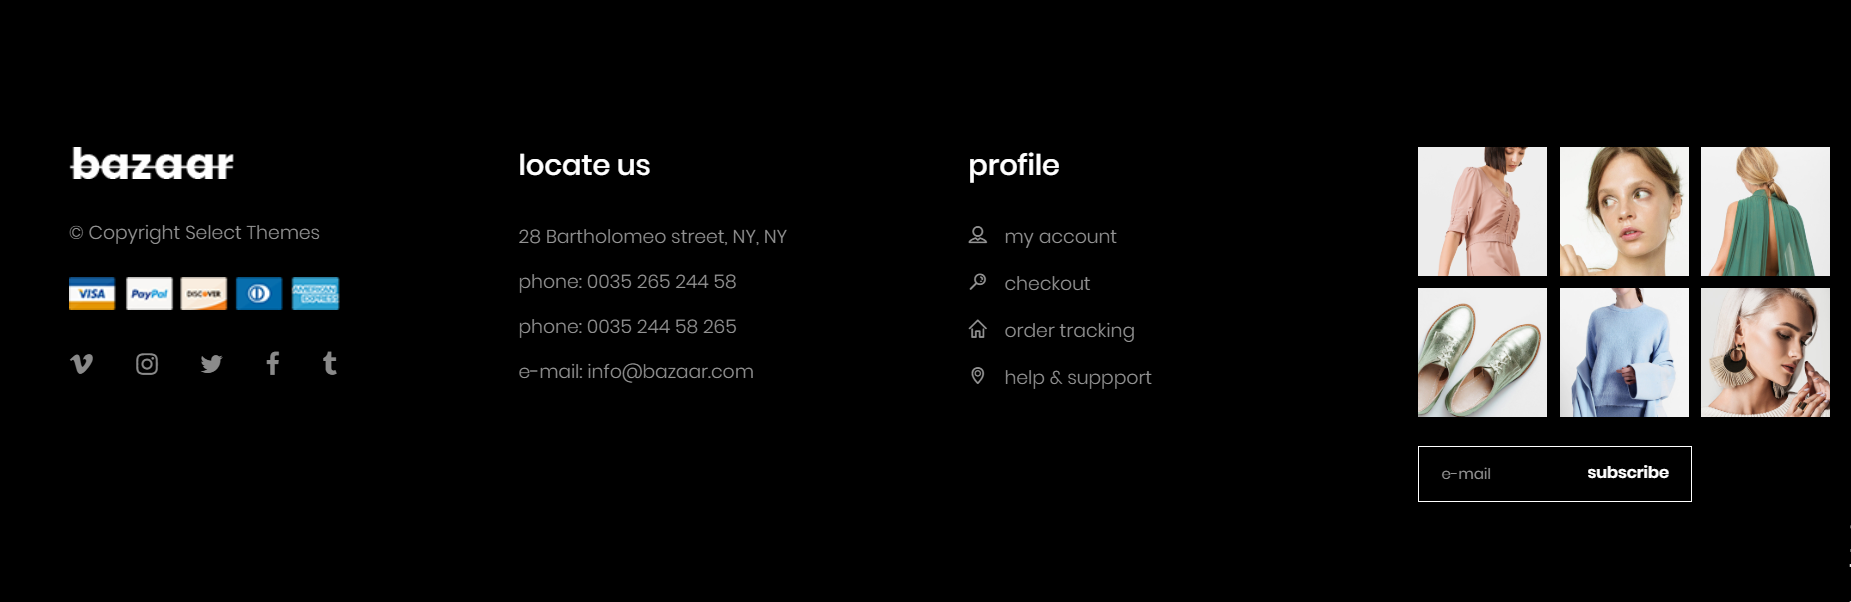 bazaar
© Copyright Select Themes
VISA PayPal DISCOVER AMERICAN EXPRESS
locate us
28 Bartholomeo street, NY, NY
phone: 0035 265 244 58
phone: 0035 244 58 265
e-mail: info@bazaar.com
profile
my account
checkout
order tracking
help & suppport
e-mail subscribe